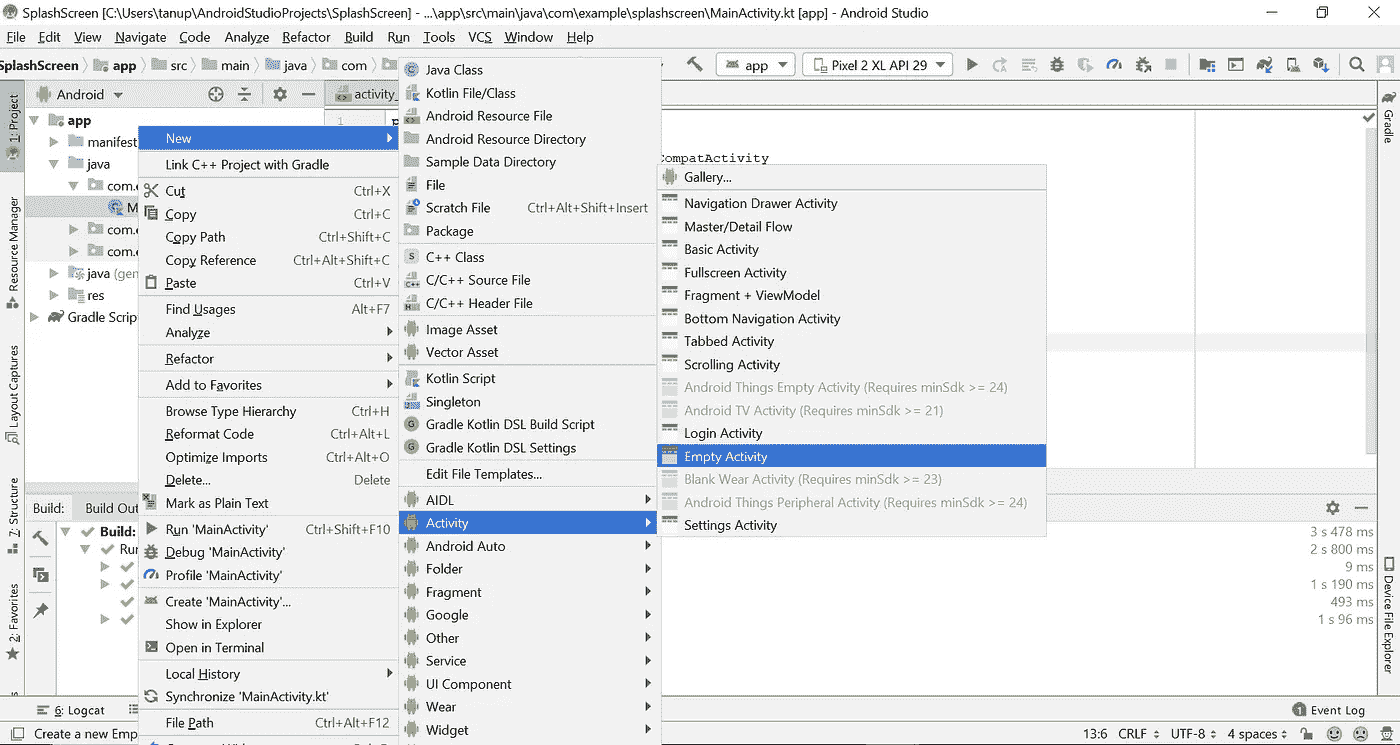 SplashScreen [C:\Users\tanup\AndroidStudioProjects\SplashScreen] - ...\app\src\main\java\com\example\splashscreen\MainActivity.kt [app] - Android Studio
File Edit View Navigate Code Analyze Refactor Build Run Tools VCS Window Help
SplashScreen app src main java com app Pixel 2 XL API 29
1: Project
Resource Manager
Layout Captures
7: Structure
2: Favorites
Android
app
manifest
java
com.e
M
com.e
com.e
java (gen
res
Gradle Scrip
activity_
1
CompatActivity
New
Link C++ Project with Gradle
Cut Ctrl+X
Copy Ctrl+C
Copy Path Ctrl+Shift+C
Copy Reference Ctrl+Alt+Shift+C
Paste Ctrl+V
Find Usages Alt+F7
Analyze
Refactor
Add to Favorites
Browse Type Hierarchy Ctrl+H
Reformat Code Ctrl+Alt+L
Optimize Imports Ctrl+Alt+O
Delete... Delete
Mark as Plain Text
Run 'MainActivity' Ctrl+Shift+F10
Debug 'MainActivity'
Profile 'MainActivity'
Create 'MainActivity'...
Show in Explorer
Open in Terminal
Local History
Synchronize 'MainActivity.kt'
File Path Ctrl+Alt+F12
Java Class
Kotlin File/Class
Android Resource File
Android Resource Directory
Sample Data Directory
File
Scratch File Ctrl+Alt+Shift+Insert
Package
C++ Class
C/C++ Source File
C/C++ Header File
Image Asset
Vector Asset
Kotlin Script
Singleton
Gradle Kotlin DSL Build Script
Gradle Kotlin DSL Settings
Edit File Templates...
AIDL
Activity
Android Auto
Folder
Fragment
Google
Other
Service
UI Component
Wear
Widget
Gallery...
Navigation Drawer Activity
Master/Detail Flow
Basic Activity
Fullscreen Activity
Fragment + ViewModel
Bottom Navigation Activity
Tabbed Activity
Scrolling Activity
Android Things Empty Activity (Requires minSdk >= 24)
Android TV Activity (Requires minSdk >= 21)
Login Activity
Empty Activity
Blank Wear Activity (Requires minSdk >= 23)
Android Things Peripheral Activity (Requires minSdk >= 24)
Settings Activity
Gradle
Device File Explorer
Build: Build Out
Build:
Run
3 s 478 ms
2 s 800 ms
9 ms
1 s 190 ms
493 ms
1 s 96 ms
6: Logcat
1 Event Log
Create a new Emp
13:6 CRLF UTF-8 4 spaces